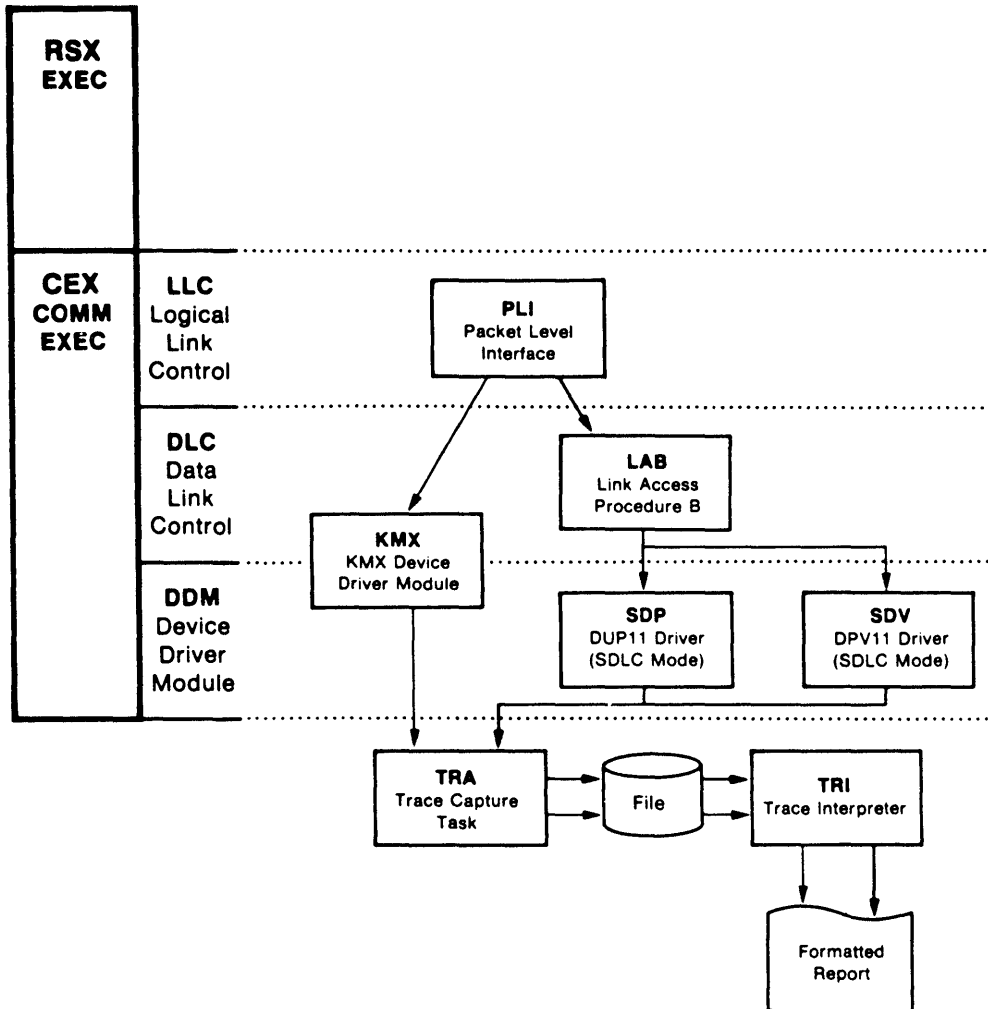 RSX
EXEC
CEX
COMM
EXEC
LLC
Logical
Link
Control
PLI
Packet Level
Interface
DLC
Data
Link
Control
LAB
Link Access
Procedure B
KMX
KMX Device
Driver Module
DDM
Device
Driver
Module
SDP
DUP11 Driver
(SDLC Mode)
SDV
DPV11 Driver
(SDLC Mode)
TRA
Trace Capture
Task
File
TRI
Trace Interpreter
Formatted
Report